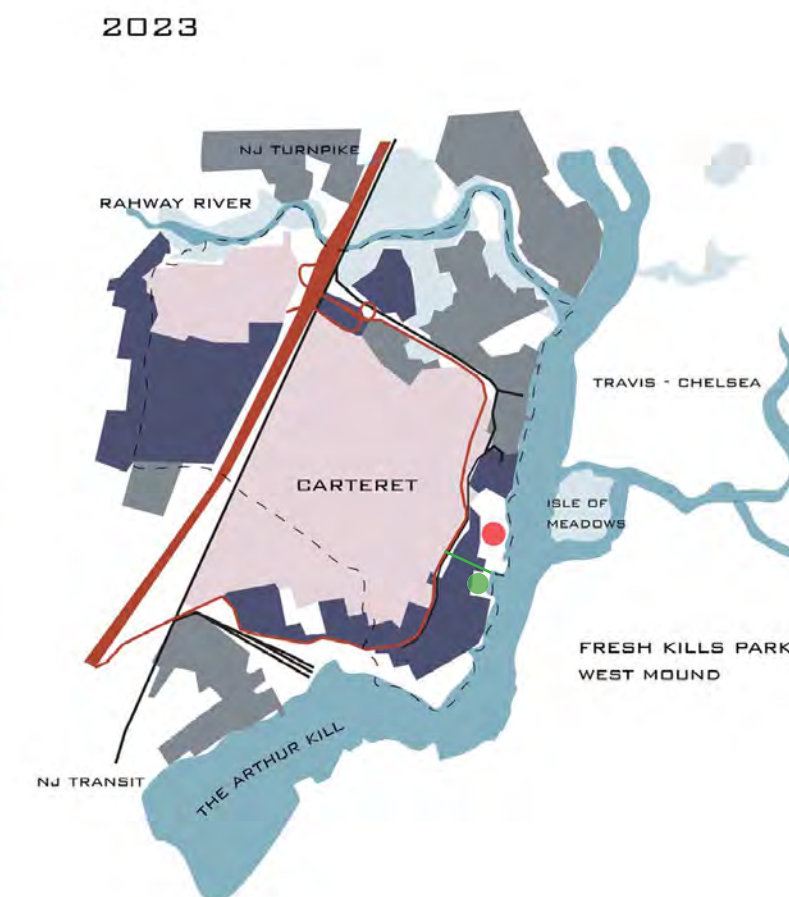 2023
NJ TURNPIKE
RAHWAY RIVER
TRAVIS - CHELSEA
CARTERET
ISLE OF
MEADOWS
FRESH KILLS PARK
WEST MOUND
THE ARTHUR KILL
NJ TRANSIT